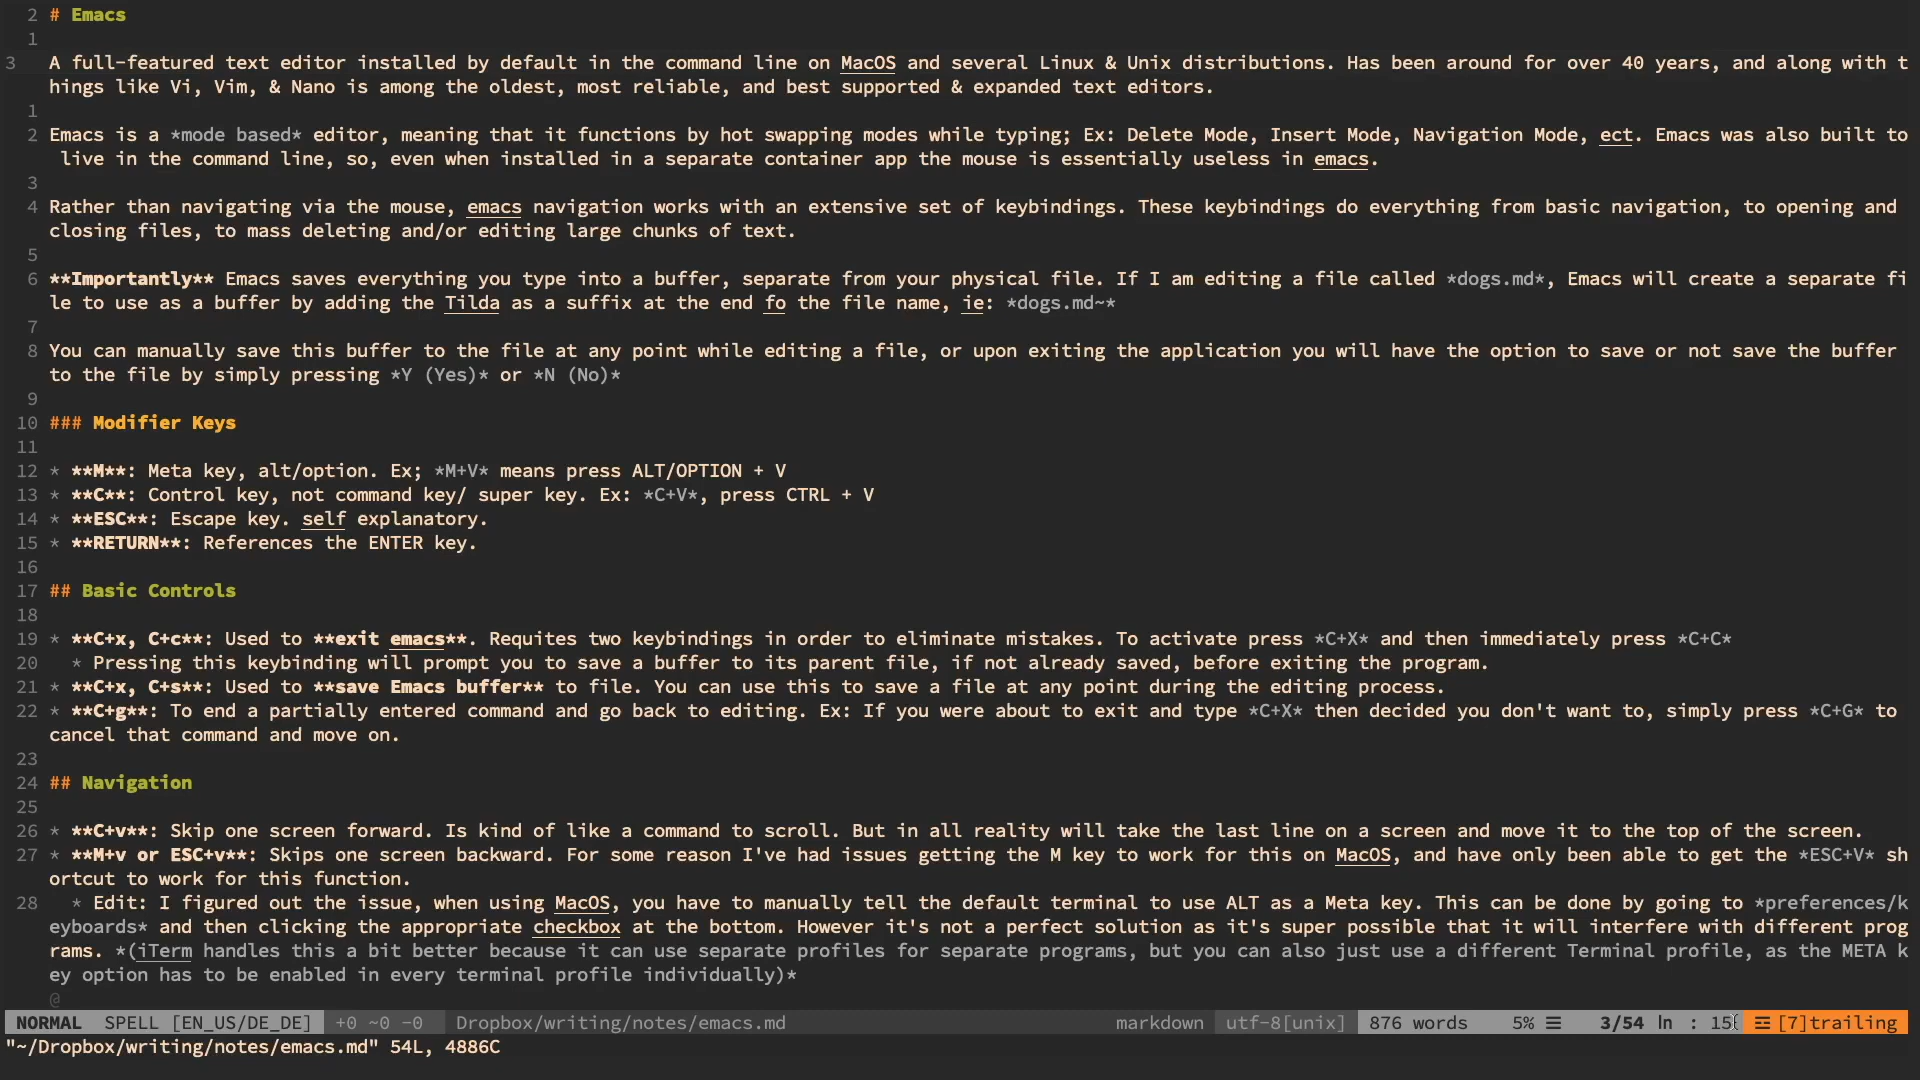 2 # Emacs
1
3 A full-featured text editor installed by default in the command line on MacOS and several Linux & Unix distributions. Has been around for over 40 years, and along with t
hings like Vi, Vim, & Nano is among the oldest, most reliable, and best supported & expanded text editors.
1
2 Emacs is a *mode based* editor, meaning that it functions by hot swapping modes while typing; Ex: Delete Mode, Insert Mode, Navigation Mode, ect. Emacs was also built to
live in the command line, so, even when installed in a separate container app the mouse is essentially useless in emacs.
3
4 Rather than navigating via the mouse, emacs navigation works with an extensive set of keybindings. These keybindings do everything from basic navigation, to opening and
closing files, to mass deleting and/or editing large chunks of text.
5
6 **Importantly** Emacs saves everything you type into a buffer, separate from your physical file. If I am editing a file called *dogs.md*, Emacs will create a separate fi
le to use as a buffer by adding the Tilda as a suffix at the end fo the file name, ie: *dogs.md~*
7
8 You can manually save this buffer to the file at any point while editing a file, or upon exiting the application you will have the option to save or not save the buffer
to the file by simply pressing *Y (Yes)* or *N (No)*
9
10 ### Modifier Keys
11
12 * **M**: Meta key, alt/option. Ex; *M+V* means press ALT/OPTION + V
13 * **C**: Control key, not command key/ super key. Ex: *C+V*, press CTRL + V
14 * **ESC**: Escape key. self explanatory.
15 * **RETURN**: References the ENTER key.
16
17 ## Basic Controls
18
19 * **C+x, C+c**: Used to **exit emacs**. Requites two keybindings in order to eliminate mistakes. To activate press *C+X* and then immediately press *C+C*
20 * Pressing this keybinding will prompt you to save a buffer to its parent file, if not already saved, before exiting the program.
21 * **C+x, C+s**: Used to **save Emacs buffer** to file. You can use this to save a file at any point during the editing process.
22 * **C+g**: To end a partially entered command and go back to editing. Ex: If you were about to exit and type *C+X* then decided you don't want to, simply press *C+G* to
cancel that command and move on.
23
24 ## Navigation
25
26 * **C+v**: Skip one screen forward. Is kind of like a command to scroll. But in all reality will take the last line on a screen and move it to the top of the screen.
27 * **M+v or ESC+v**: Skips one screen backward. For some reason I've had issues getting the M key to work for this on MacOS, and have only been able to get the *ESC+V* sh
ortcut to work for this function.
28 * Edit: I figured out the issue, when using MacOS, you have to manually tell the default terminal to use ALT as a Meta key. This can be done by going to *preferences/k
eyboards* and then clicking the appropriate checkbox at the bottom. However it's not a perfect solution as it's super possible that it will interfere with different prog
rams. *(iTerm handles this a bit better because it can use separate profiles for separate programs, but you can also just use a different Terminal profile, as the META k
ey option has to be enabled in every terminal profile individually)*
@
NORMAL SPELL [EN_US/DE_DE] +0 ~0 -0 Dropbox/writing/notes/emacs.md markdown utf-8[unix] 876 words 5% ☰ 3/54 ln : ☲ [7]trailing
"~/Dropbox/writing/notes/emacs.md" 54L, 4886C